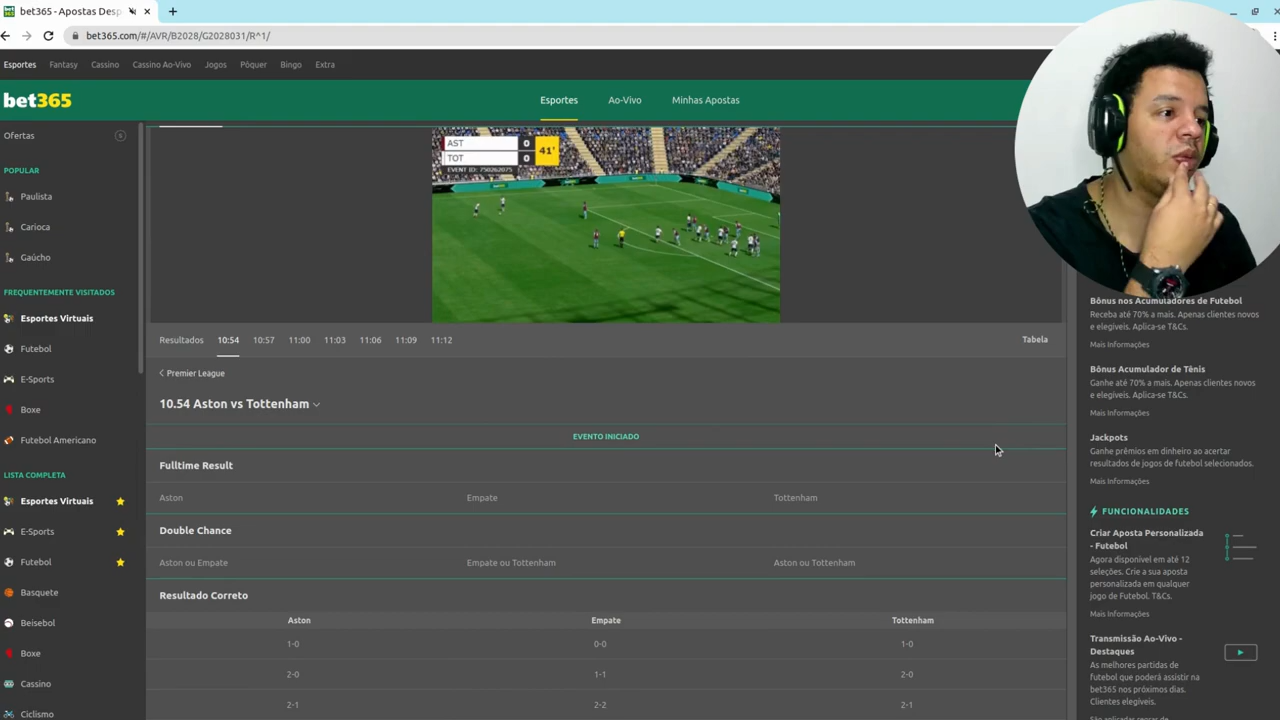 bet365 - Apostas Desp
bet365.com/#/AVR/B2028/G2028031/R^1/
Esportes Fantasy Cassino Cassino Ao-Vivo Jogos Pôquer Bingo Extra
bet365
Esportes Ao-Vivo Minhas Apostas
Ofertas 5
POPULAR
Paulista
Carioca
Gaúcho
FREQUENTEMENTE VISITADOS
Esportes Virtuais
Futebol
E-Sports
Boxe
Futebol Americano
LISTA COMPLETA
Esportes Virtuais
E-Sports
Futebol
Basquete
Beisebol
Boxe
Cassino
Ciclismo
AST 0
TOT 0
41'
EVENT ID: 750262075
Resultados 10:54 10:57 11:00 11:03 11:06 11:09 11:12 Tabela
Premier League
10.54 Aston vs Tottenham
EVENTO INICIADO
Fulltime Result
Aston Empate Tottenham
Double Chance
Aston ou Empate Empate ou Tottenham Aston ou Tottenham
Resultado Correto
Aston Empate Tottenham
1-0 0-0 1-0
2-0 1-1 2-0
2-1 2-2 2-1
Bônus nos Acumuladores de Futebol
Receba até 70% a mais. Apenas clientes novos
e elegíveis. Aplica-se T&Cs.
Mais Informações
Bônus Acumulador de Tênis
Ganhe até 70% a mais. Apenas clientes novos
e elegíveis. Aplica-se T&Cs.
Mais Informações
Jackpots
Ganhe prêmios em dinheiro ao acertar
resultados de jogos de futebol selecionados.
Mais Informações
FUNCIONALIDADES
Criar Aposta Personalizada
- Futebol
Agora disponível em até 12
seleções. Crie a sua aposta
personalizada em qualquer
jogo de Futebol. T&Cs.
Mais Informações
Transmissão Ao-Vivo -
Destaques
As melhores partidas de
futebol que poderá assistir na
bet365 nos próximos dias.
Clientes elegíveis.